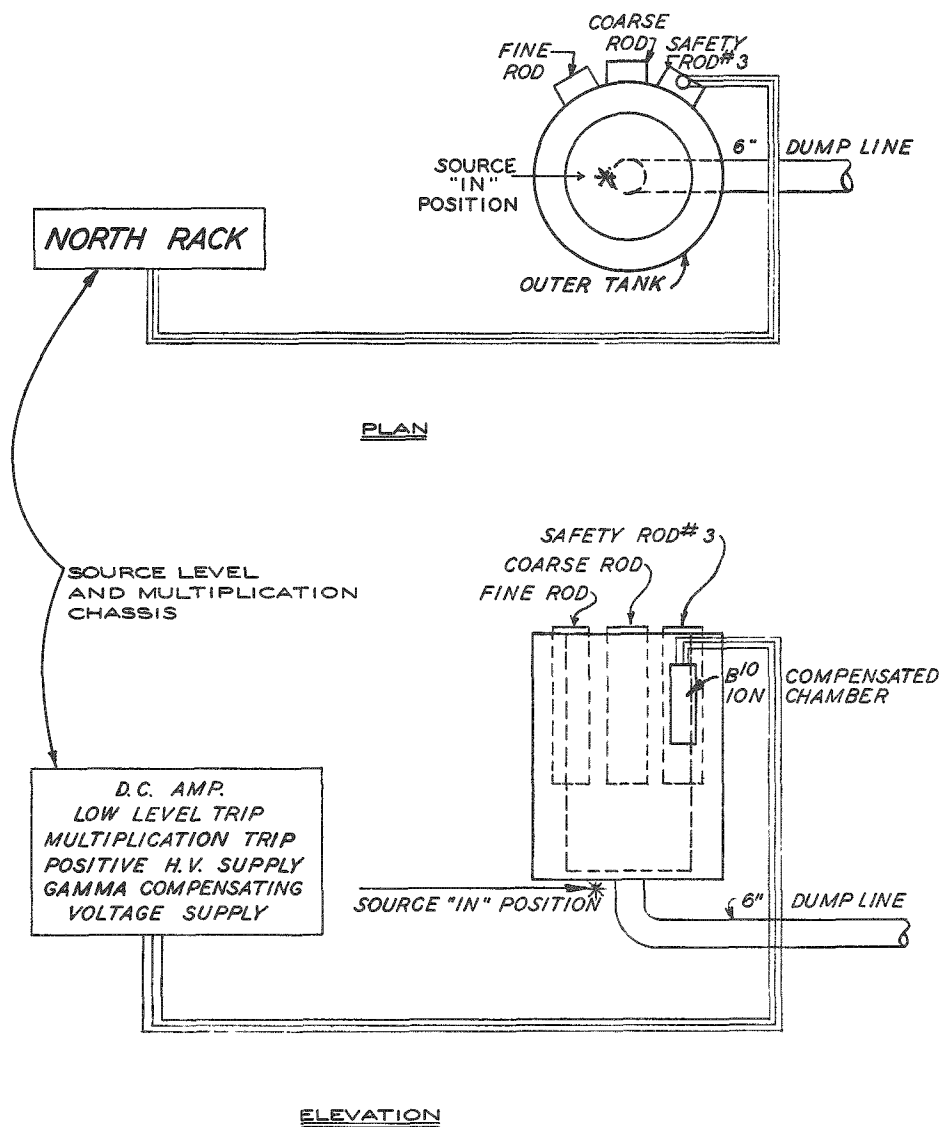 COARSE
ROD
FINE
ROD
SAFETY
ROD #3
6" DUMP LINE
SOURCE
"IN"
POSITION
NORTH RACK
OUTER TANK
PLAN
SAFETY ROD #3
COARSE ROD
FINE ROD
SOURCE LEVEL
AND MULTIPLICATION
CHASSIS
B10 COMPENSATED
ION CHAMBER
D.C. AMP.
LOW LEVEL TRIP
MULTIPLICATION TRIP
POSITIVE H.V. SUPPLY
GAMMA COMPENSATING
VOLTAGE SUPPLY
SOURCE "IN" POSITION
6" DUMP LINE
ELEVATION